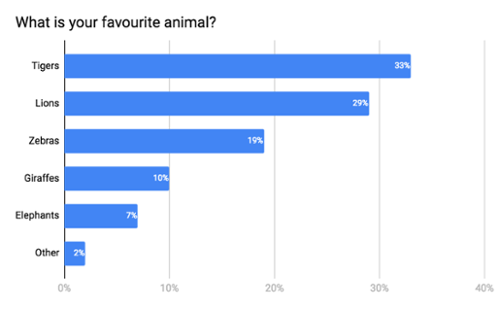 What is your favourite animal?
Tigers 33%
Lions 29%
Zebras 19%
Giraffes 10%
Elephants 7%
Other 2%
0% 10% 20% 30% 40%